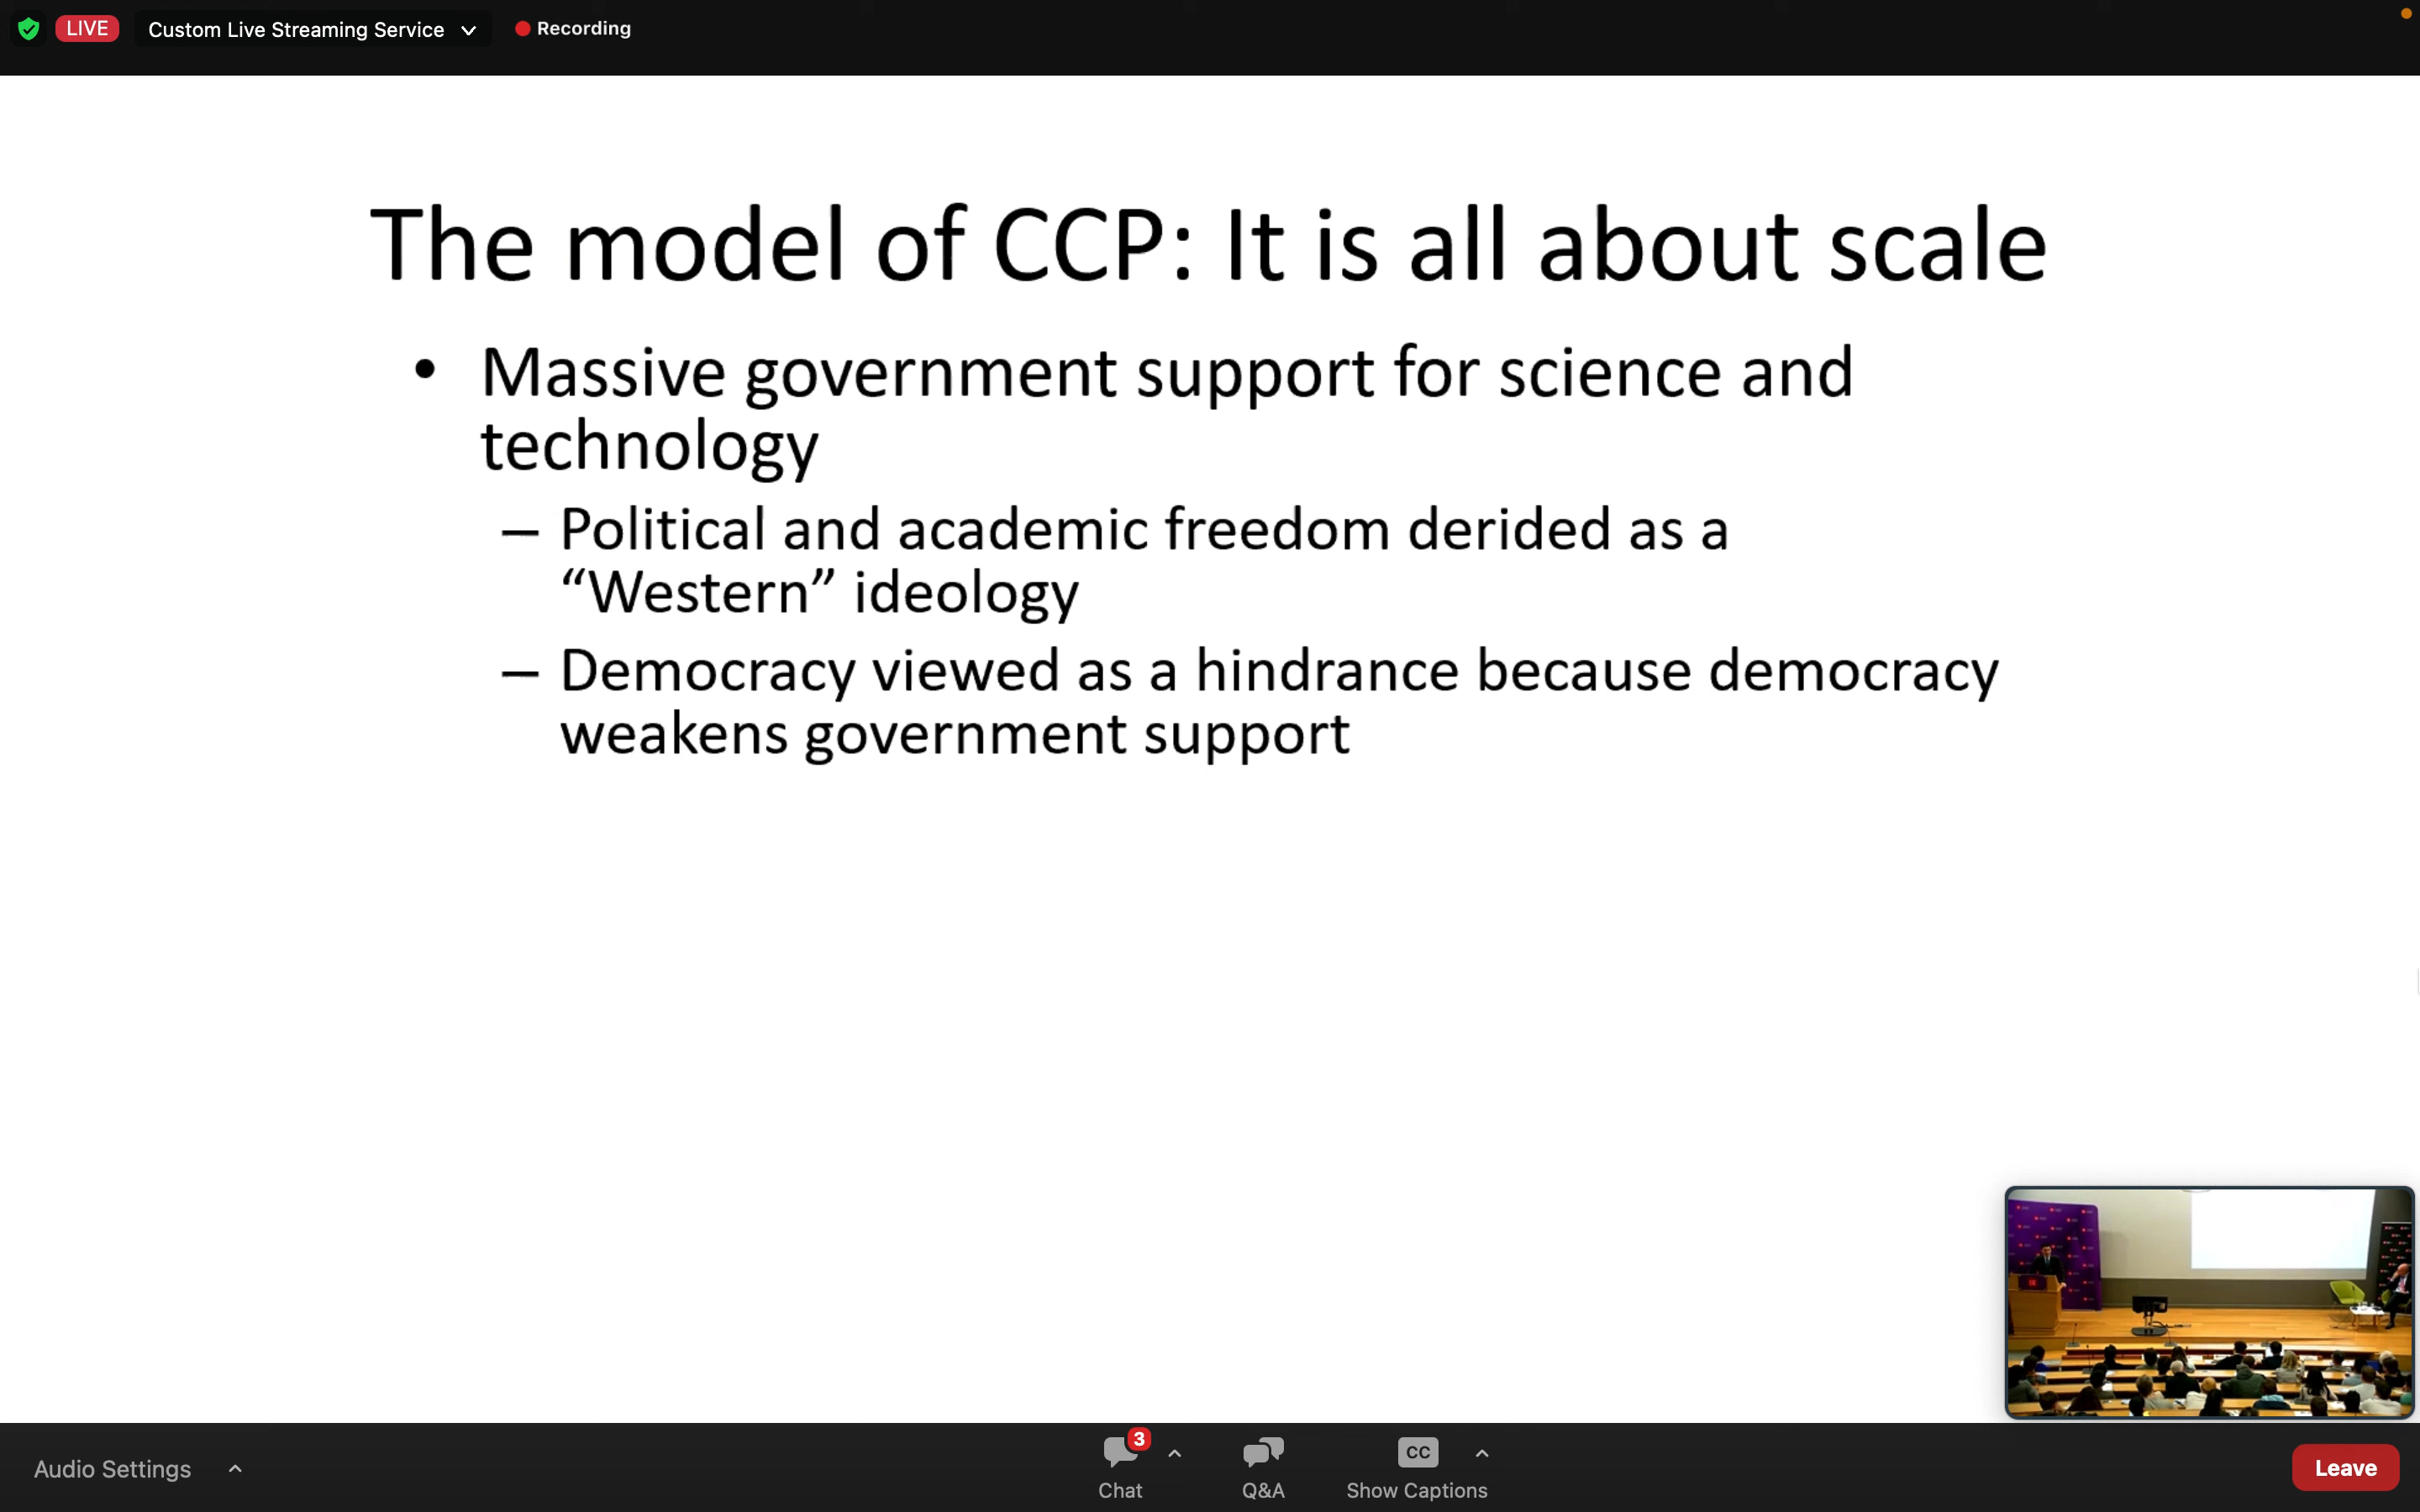 LIVE Custom Live Streaming Service Recording
The model of CCP: It is all about scale
• Massive government support for science and
technology
– Political and academic freedom derided as a
“Western” ideology
– Democracy viewed as a hindrance because democracy
weakens government support
Audio Settings
3
CC
Chat Q&A Show Captions
Leave